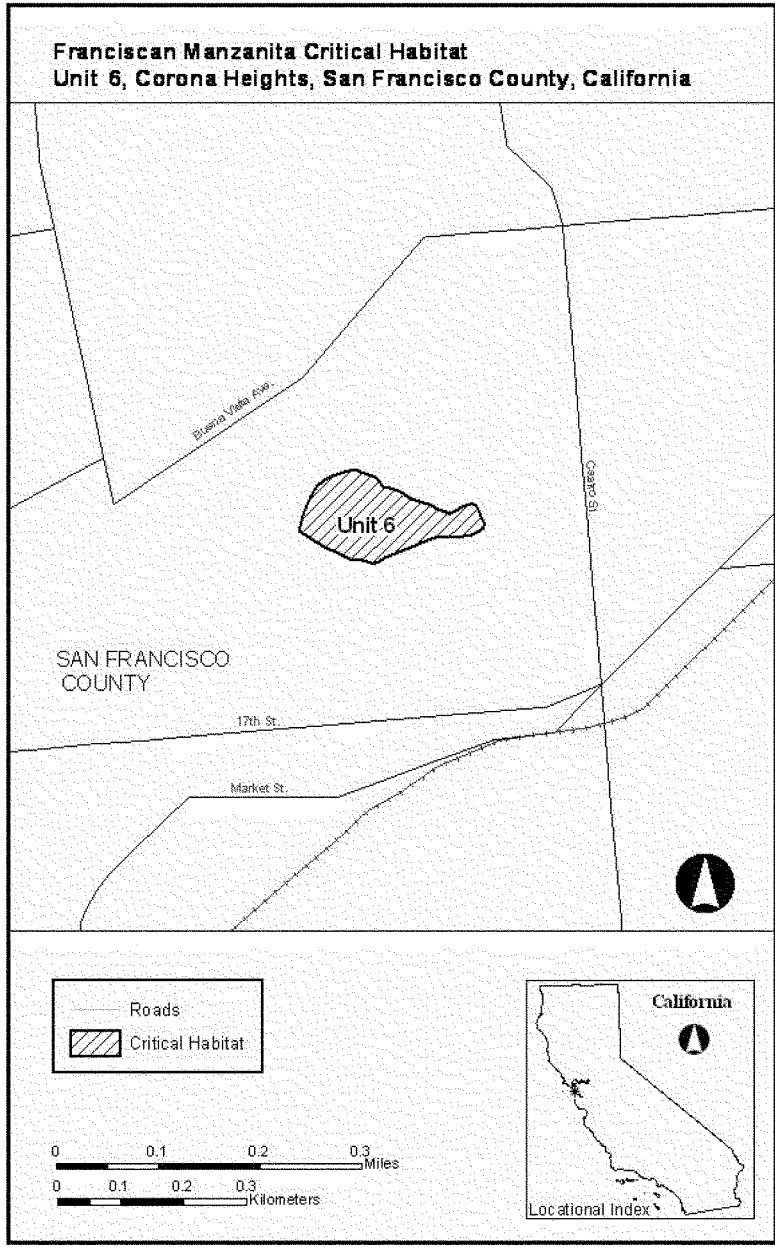 Franciscan Manzanita Critical Habitat
Unit 6, Corona Heights, San Francisco County, California
Buena Vista Ave.
Castro St.
Unit 6
SAN FRANCISCO
COUNTY
17th St.
Market St.
Roads
Critical Habitat
California
0 0.1 0.2 0.3
Miles
0 0.1 0.2 0.3
Kilometers
Locational Index